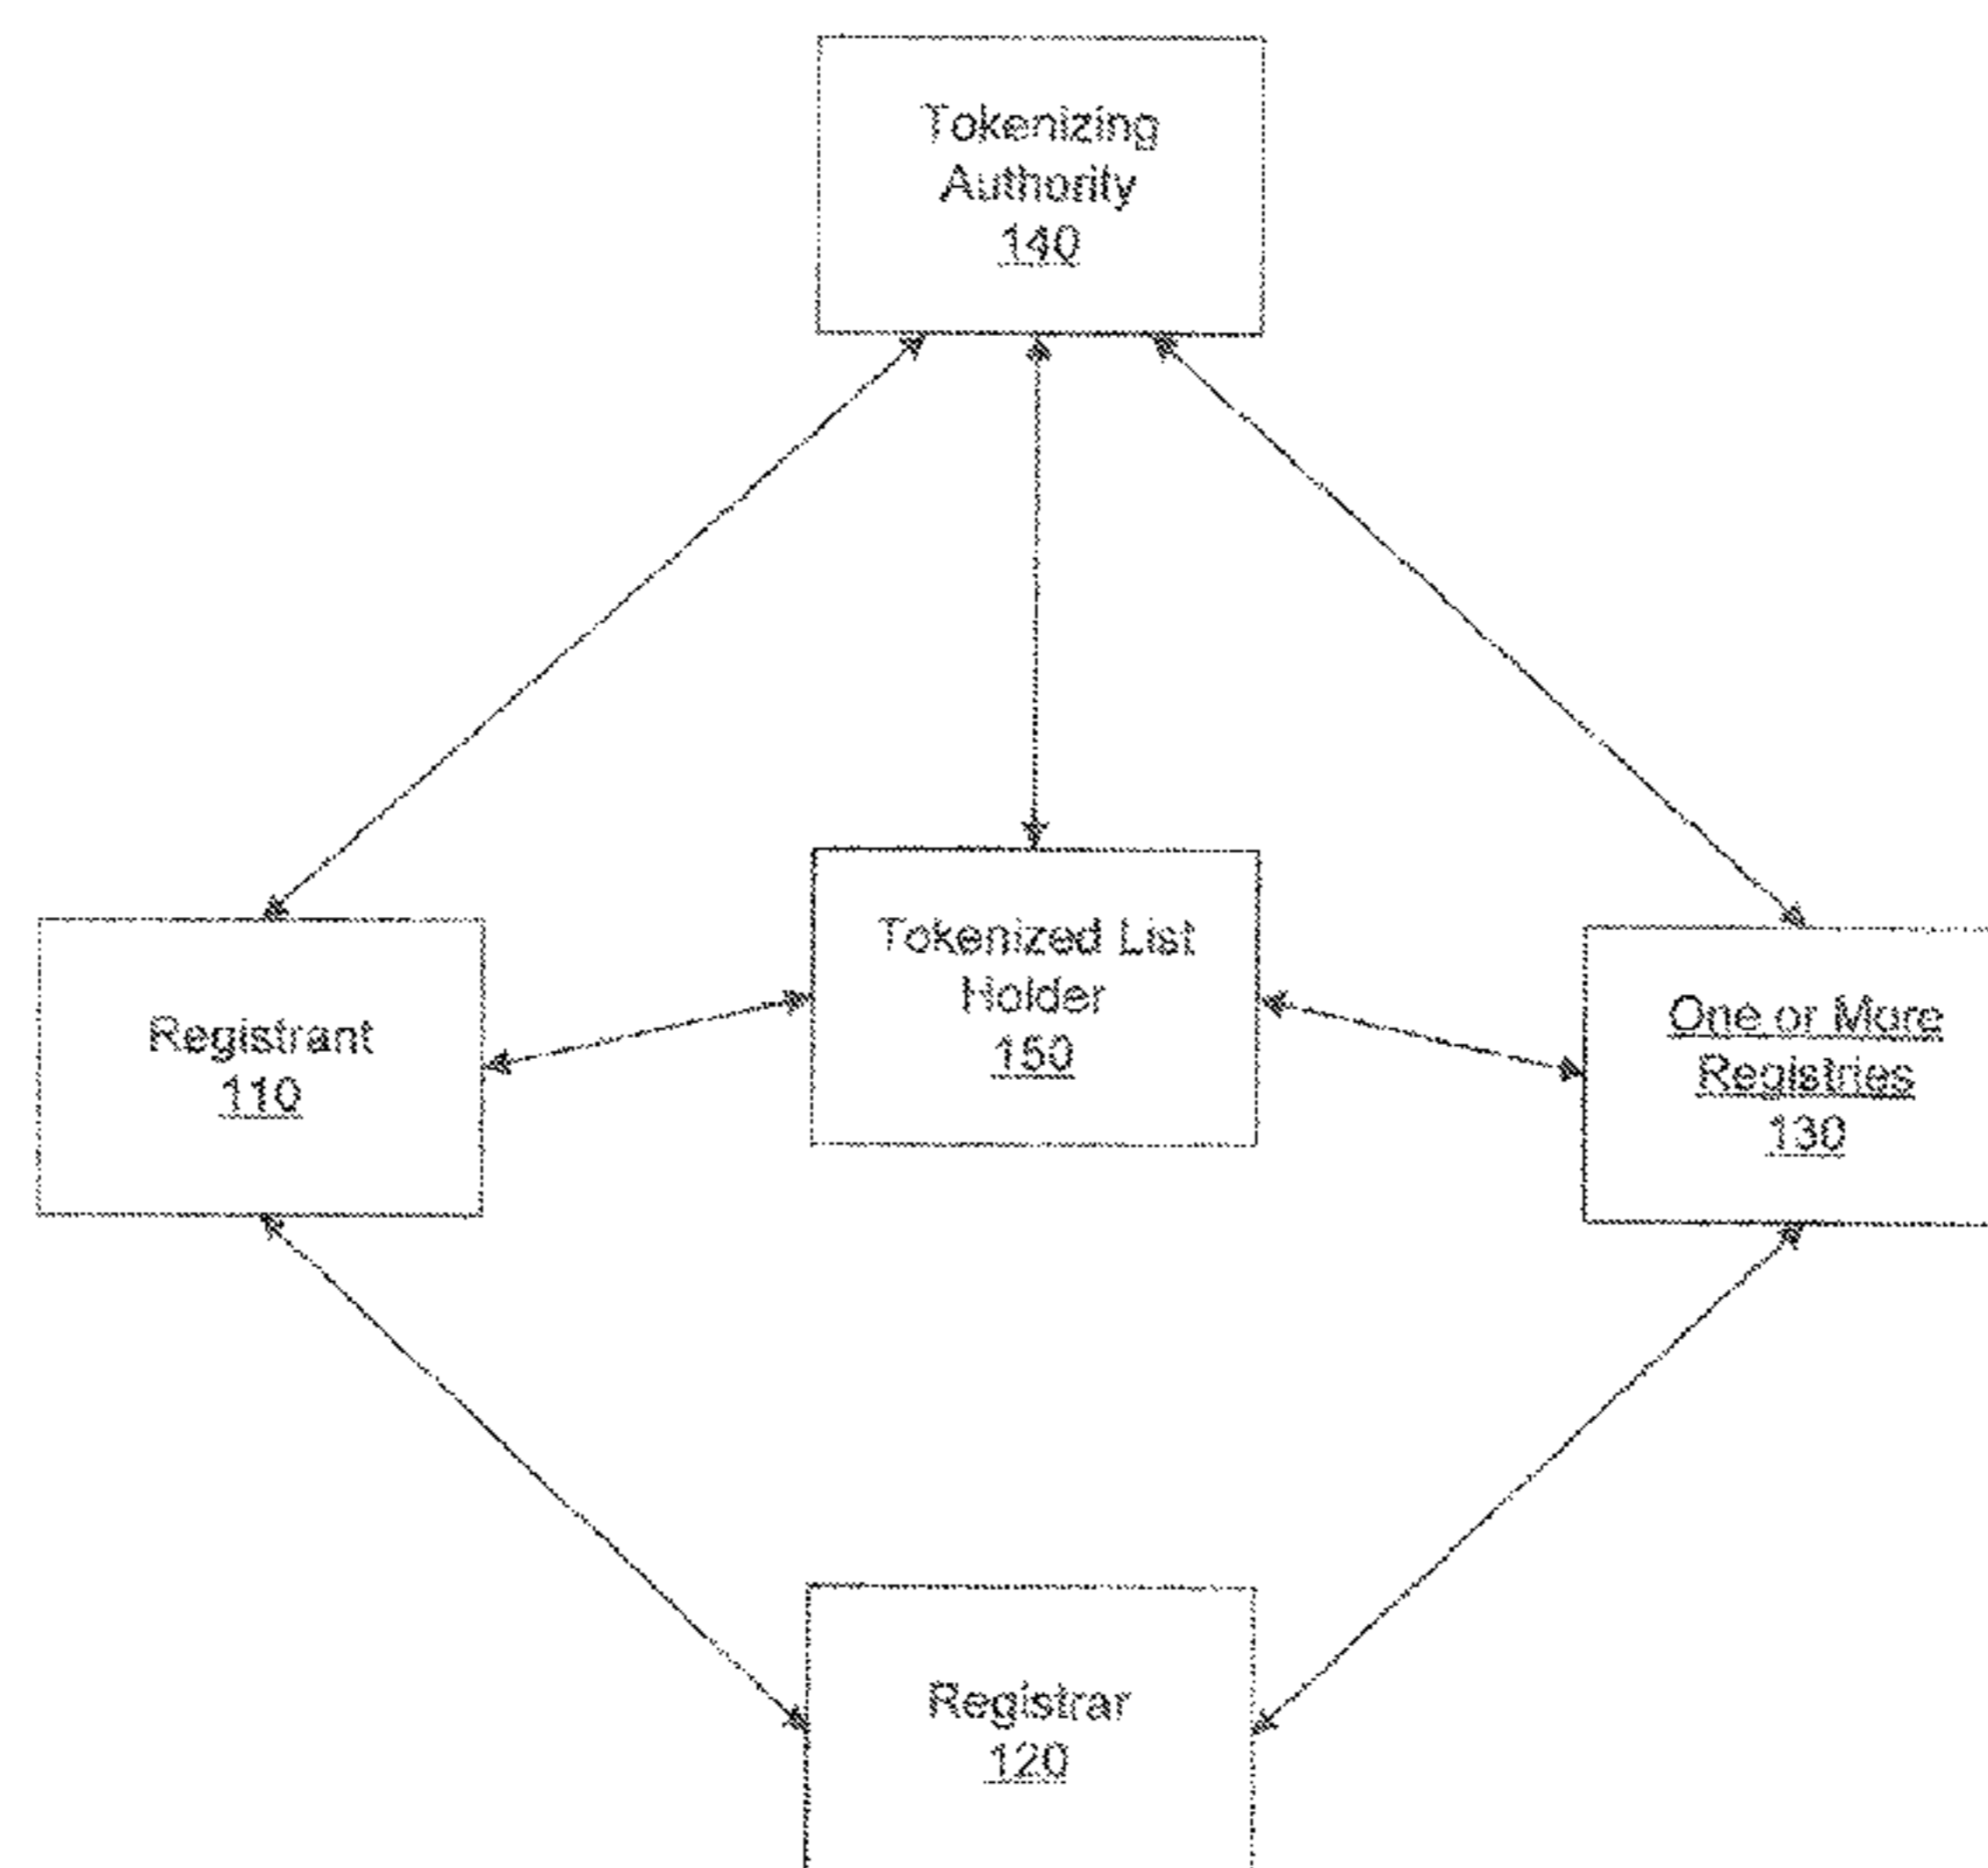 Tokenizing
Authority
140
Tokenized List
Holder
150
Registrant
110
One or More
Registries
130
Registrar
120